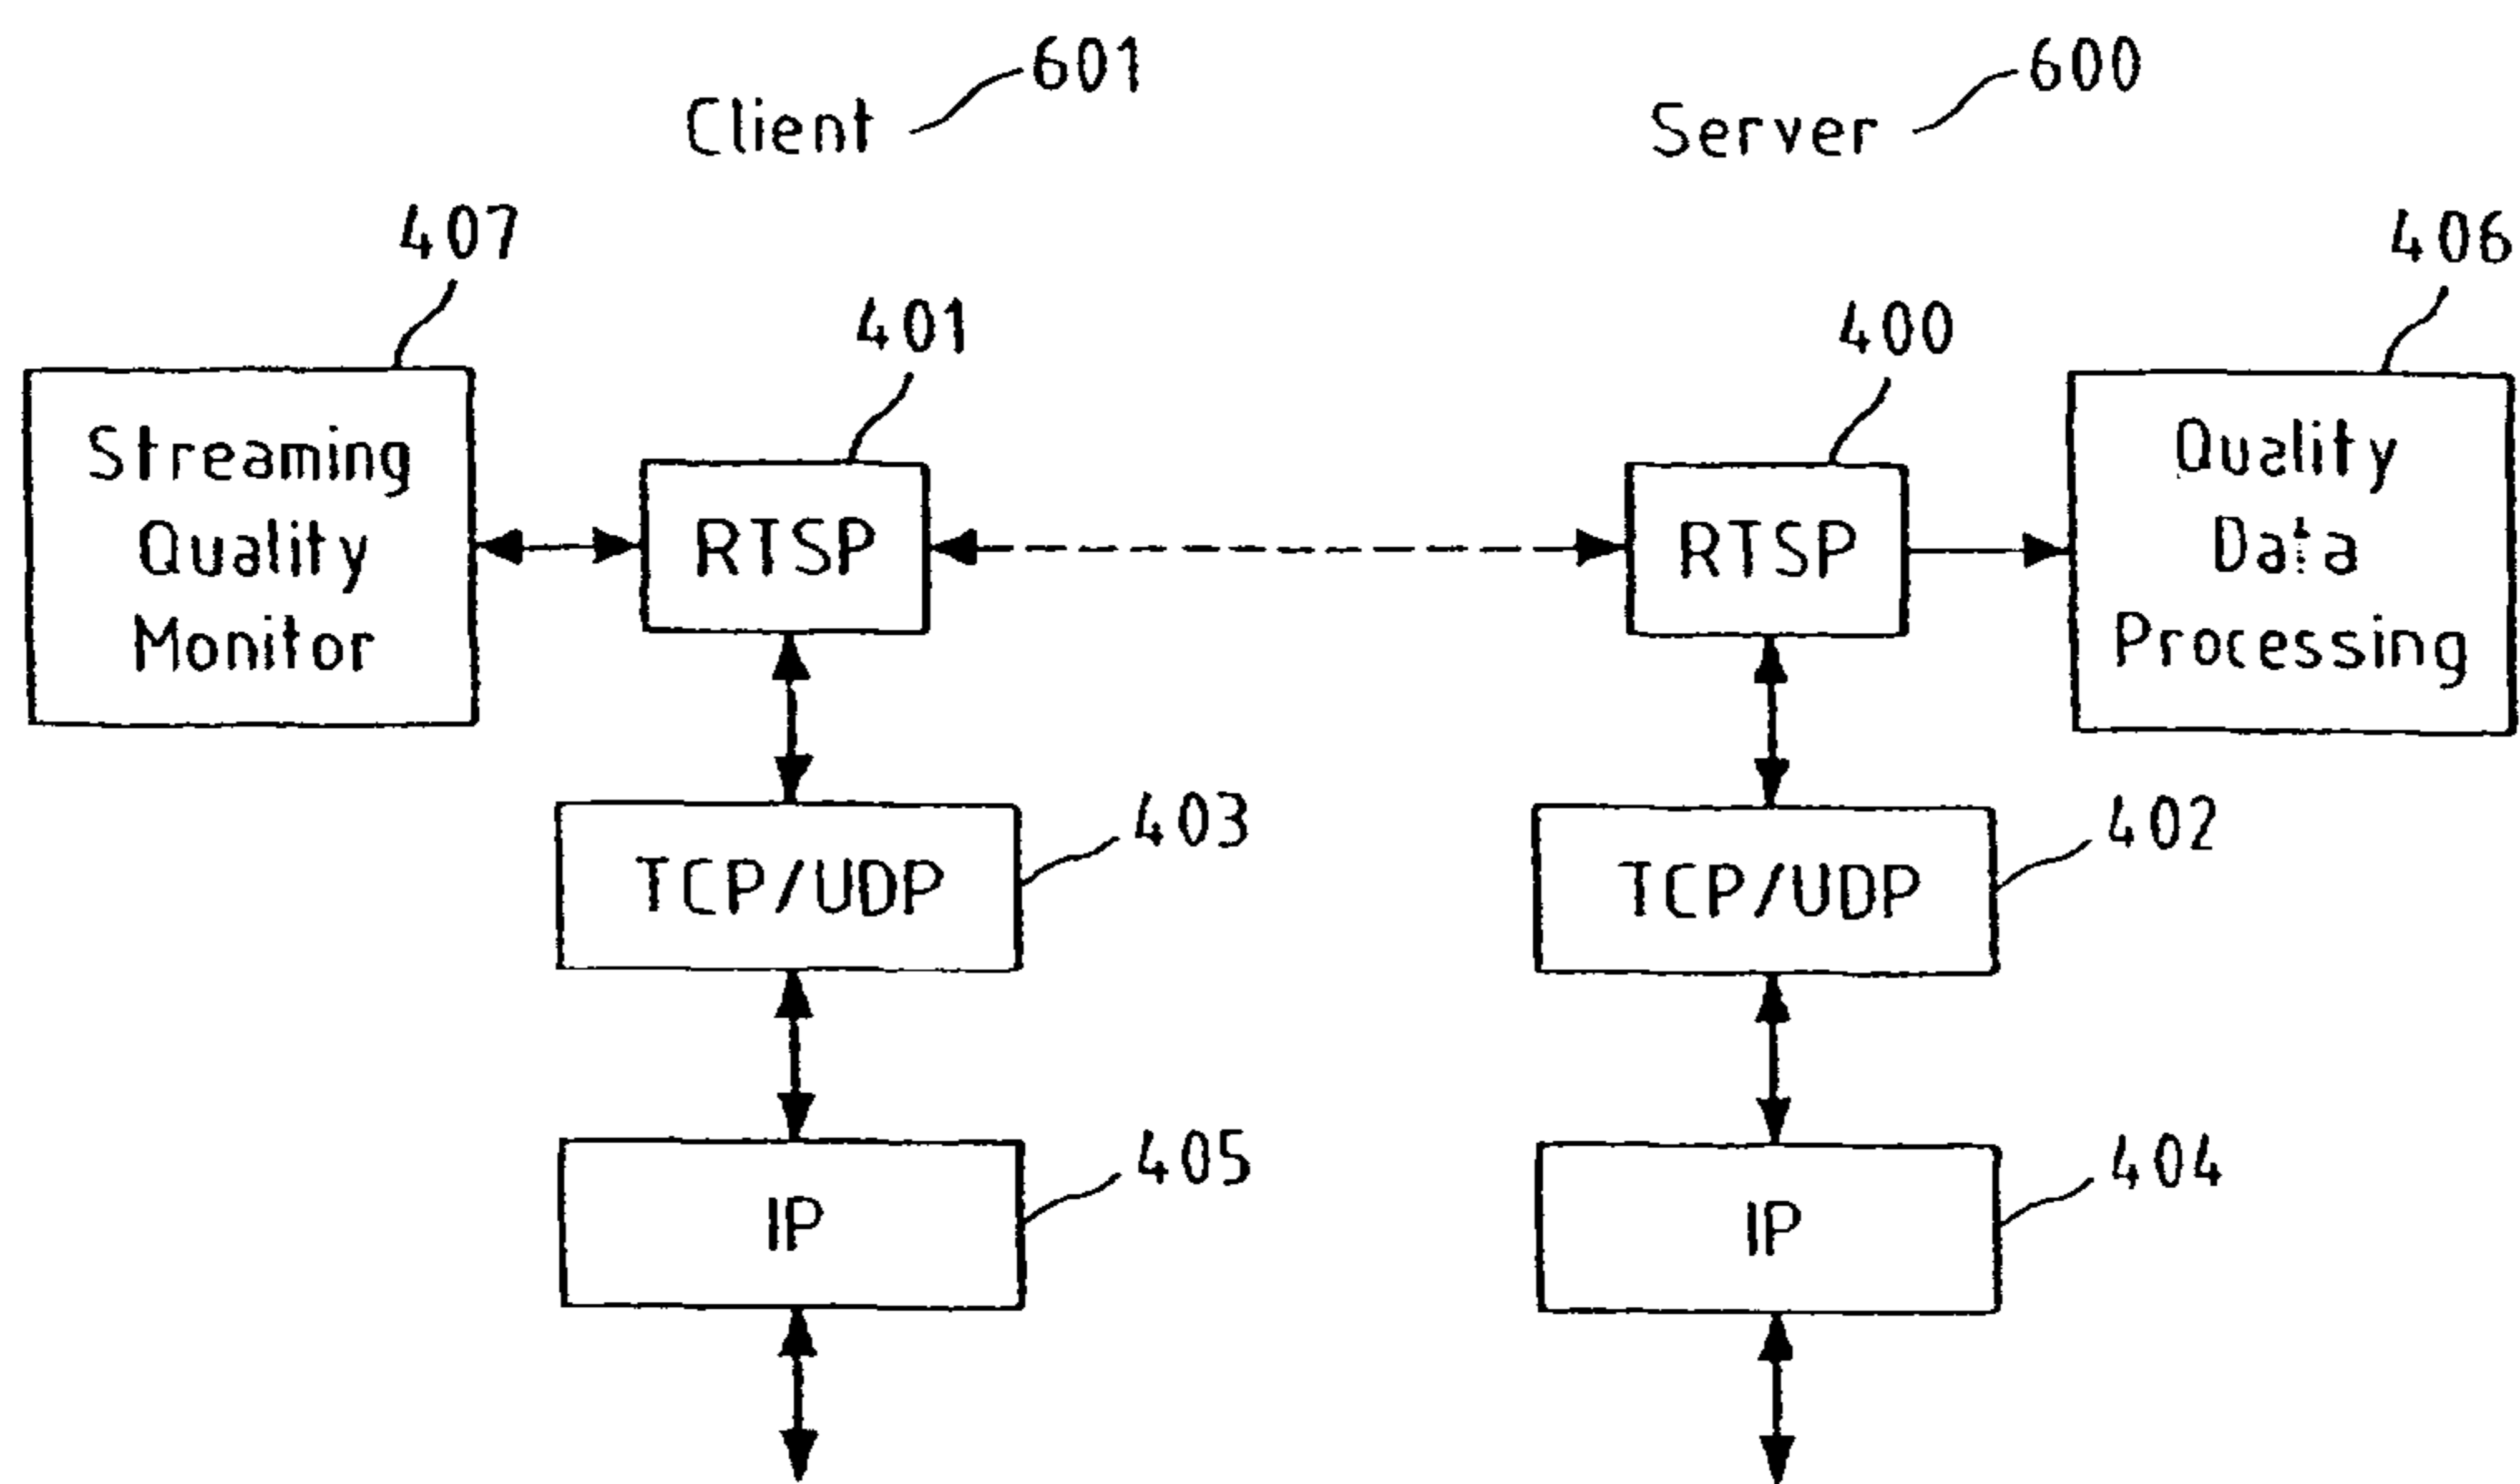 601
Client
600
Server
407
401
400
406
Streaming
Quality
Monitor
RTSP
RTSP
Quality
Data
Processing
403
TCP/UDP
402
TCP/UDP
405
IP
404
IP